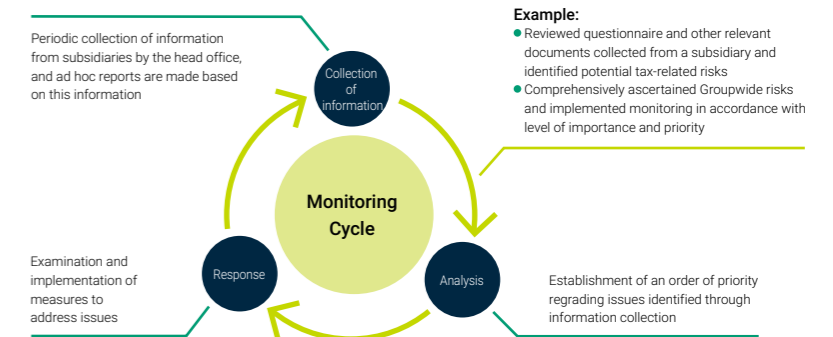 Periodic collection of information
from subsidiaries by the head office,
and ad hoc reports are made based
on this information
Collection
of
information
Example:
● Reviewed questionnaire and other relevant
documents collected from a subsidiary and
identified potential tax-related risks
● Comprehensively ascertained Groupwide risks
and implemented monitoring in accordance with
level of importance and priority
Monitoring
Cycle
Response
Analysis
Examination and
implementation of
measures to
address issues
Establishment of an order of priority
regrading issues identified through
information collection